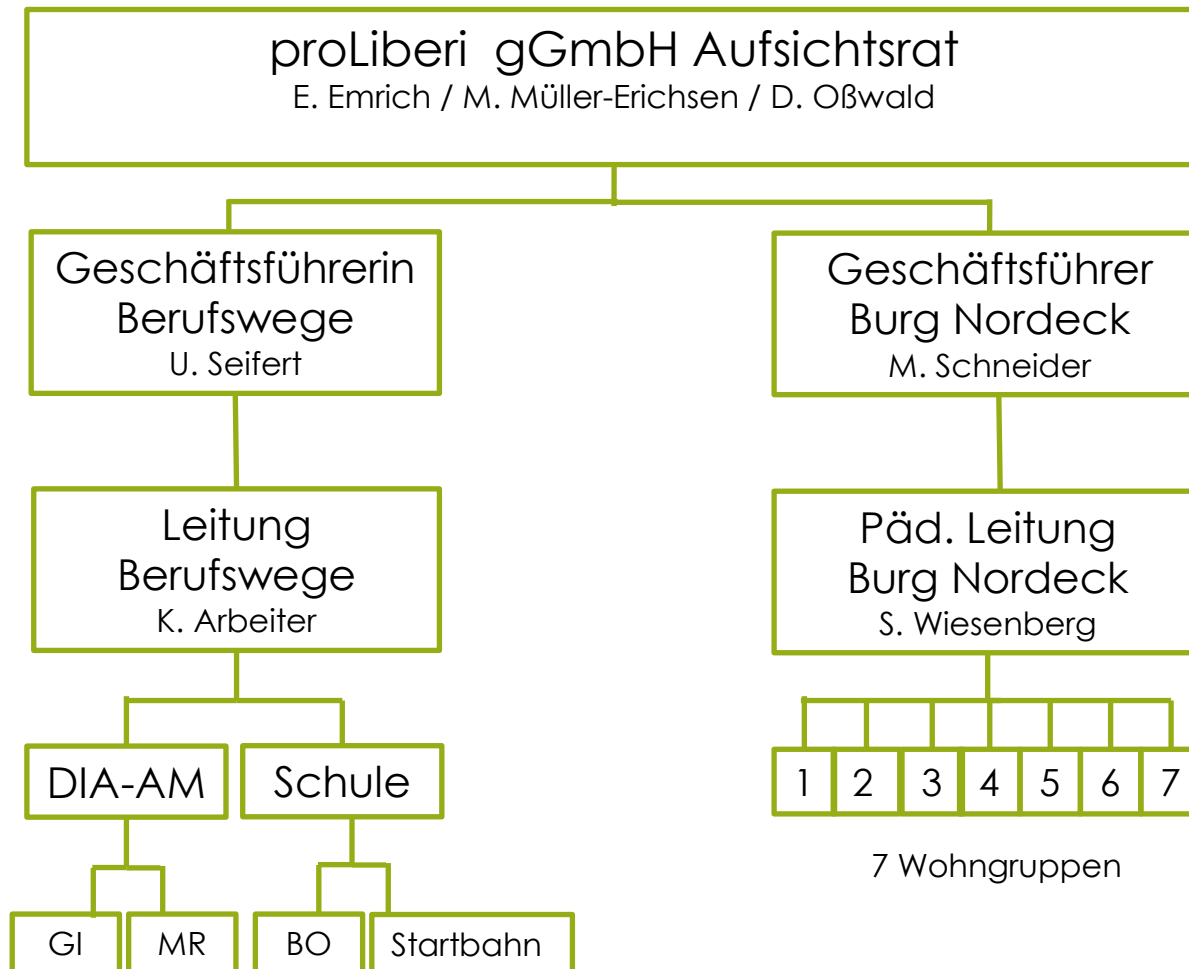 proLiberi gGmbH Aufsichtsrat
E. Emrich / M. Müller-Erichsen / D. Oßwald
Geschäftsführerin
Berufswege
U. Seifert
Geschäftsführer
Burg Nordeck
M. Schneider
Leitung
Berufswege
K. Arbeiter
Päd. Leitung
Burg Nordeck
S. Wiesenberg
DIA-AM
Schule
1 2 3 4 5 6 7
7 Wohngruppen
GI
MR
BO
Startbahn